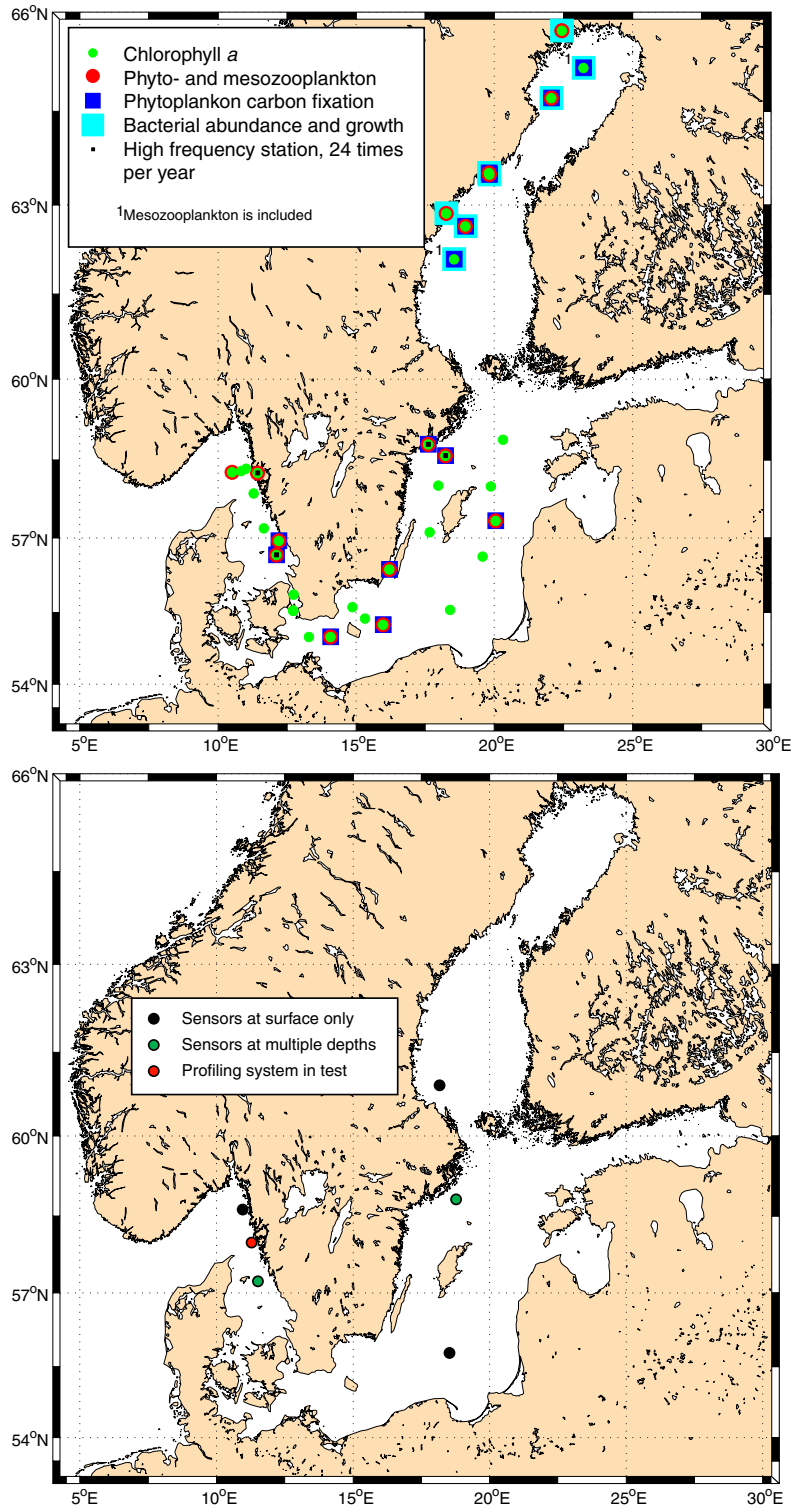 66°N
Chlorophyll a
Phyto- and mesozooplankton
Phytoplankon carbon fixation
Bacterial abundance and growth
High frequency station, 24 times
per year
1Mesozooplankton is included
1
63°N
1
60°N
57°N
54°N
5°E 10°E 15°E 20°E 25°E 30°E
66°N
63°N
Sensors at surface only
Sensors at multiple depths
Profiling system in test
60°N
57°N
54°N
5°E 10°E 15°E 20°E 25°E 30°E